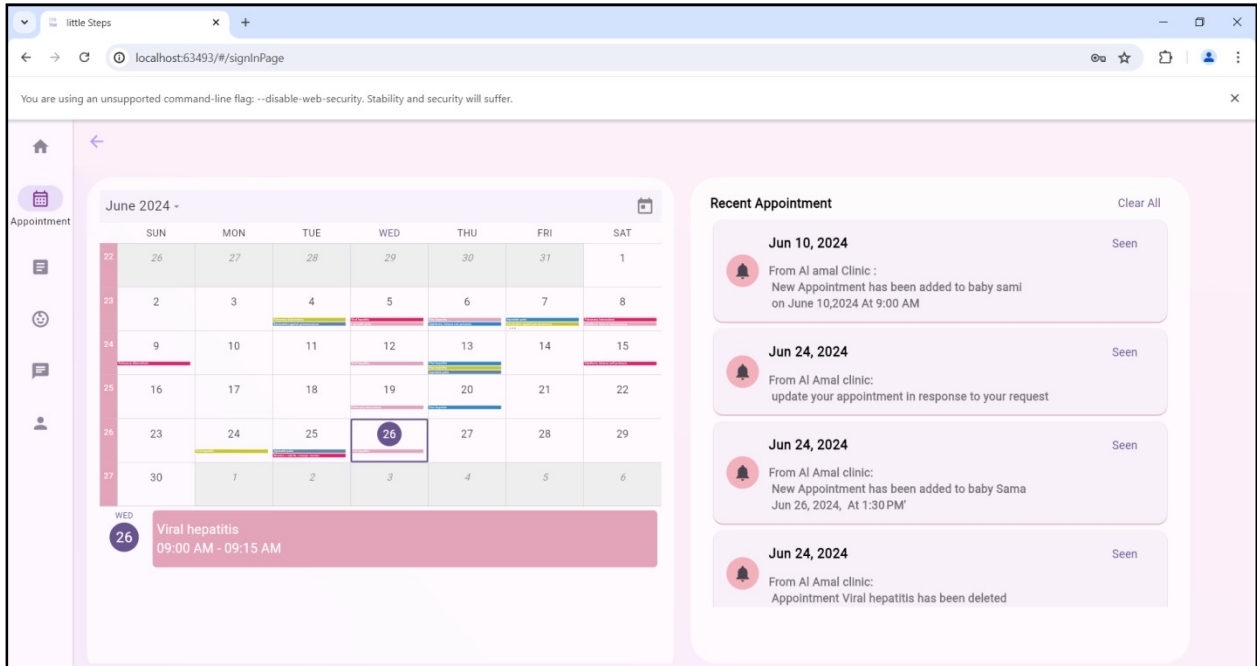 little Steps
localhost:63493/#/signInPage
You are using an unsupported command-line flag: --disable-web-security. Stability and security will suffer.
Appointment
June 2024
SUN MON TUE WED THU FRI SAT
22 26 27 28 29 30 31 1
23 2 3 4 5 6 7 8
24 9 10 11 12 13 14 15
25 16 17 18 19 20 21 22
26 23 24 25 26 27 28 29
27 30 1 2 3 4 5 6
WED
26
Viral hepatitis
09:00 AM - 09:15 AM
Recent Appointment Clear All
Jun 10, 2024 Seen
From Al amal Clinic :
New Appointment has been added to baby sami
on June 10,2024 At 9:00 AM
Jun 24, 2024 Seen
From Al Amal clinic:
update your appointment in response to your request
Jun 24, 2024 Seen
From Al Amal clinic:
New Appointment has been added to baby Sama
Jun 26, 2024, At 1:30 PM'
Jun 24, 2024 Seen
From Al Amal clinic:
Appointment Viral hepatitis has been deleted